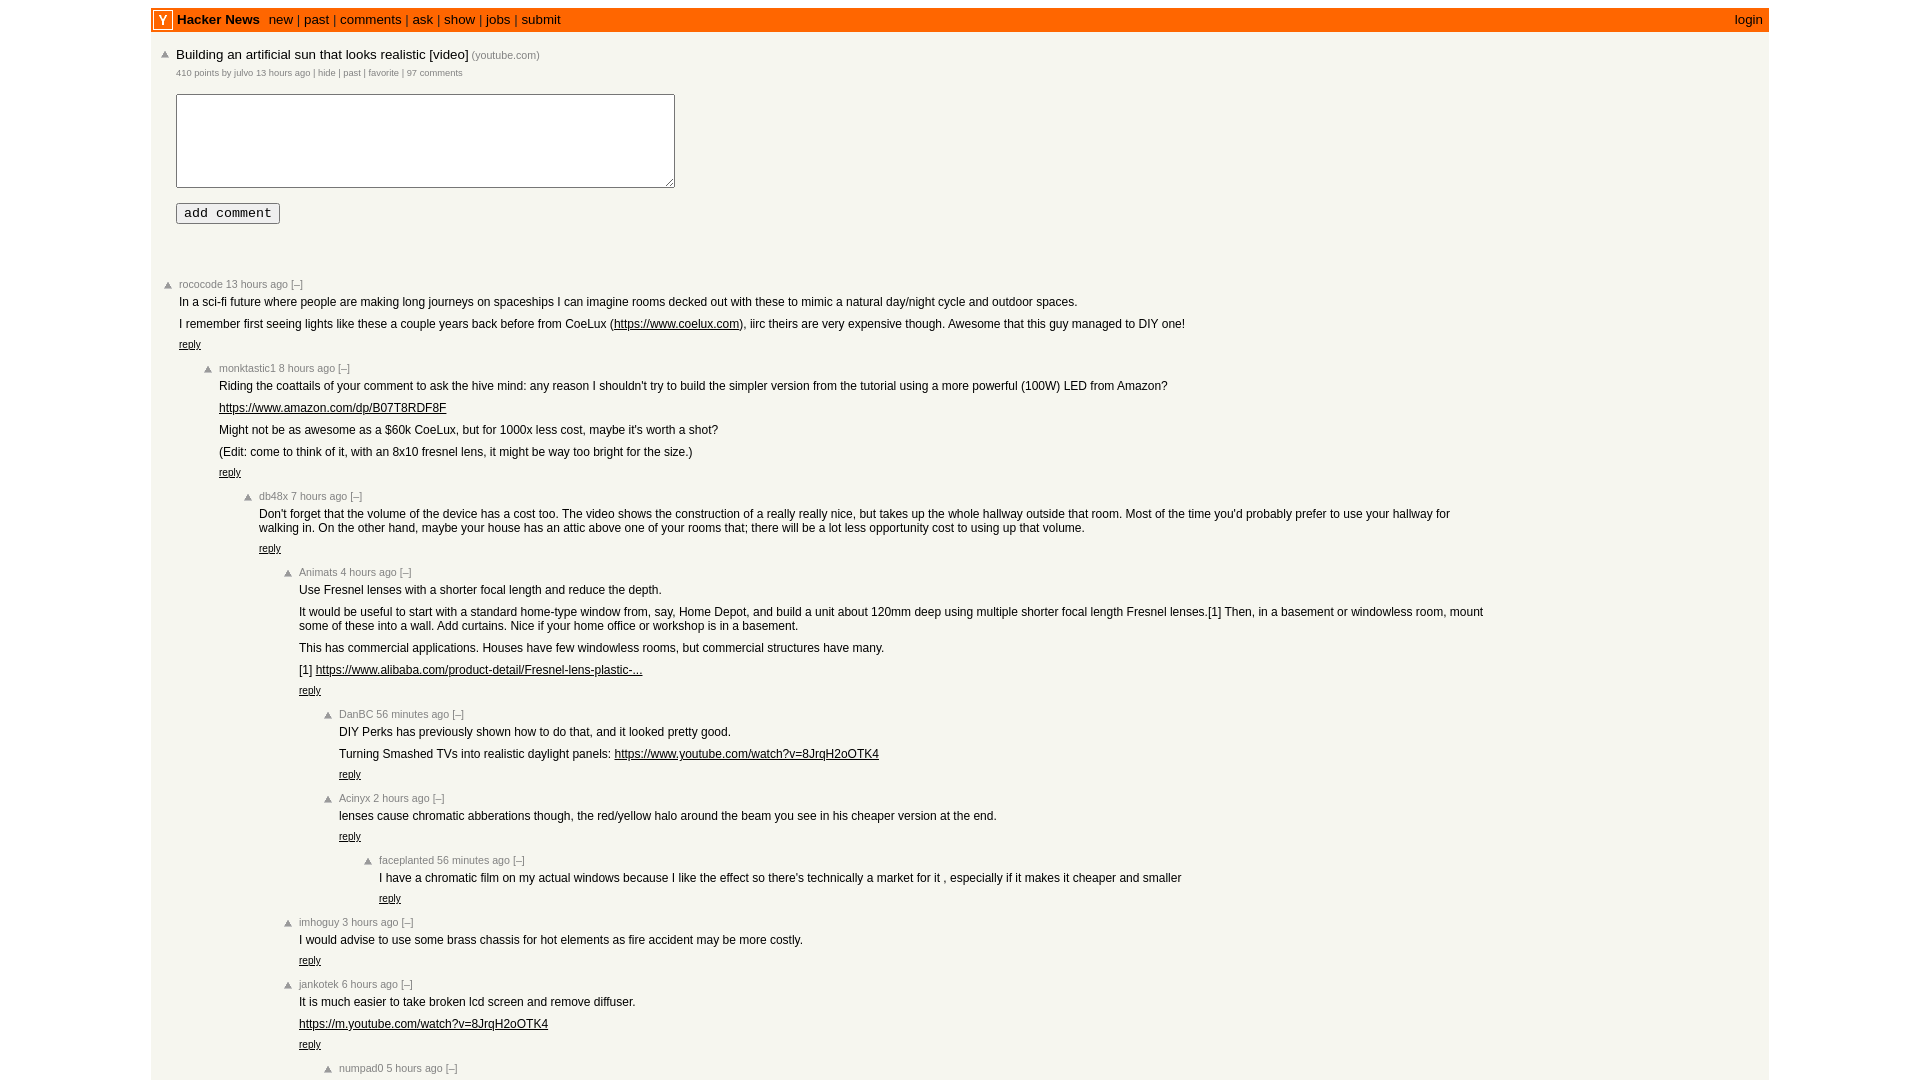 Y Hacker News new | past | comments | ask | show | jobs | submit login
Building an artificial sun that looks realistic [video] (youtube.com)
410 points by julvo 13 hours ago | hide | past | favorite | 97 comments
add comment
rococode 13 hours ago [–]
In a sci-fi future where people are making long journeys on spaceships I can imagine rooms decked out with these to mimic a natural day/night cycle and outdoor spaces.
I remember first seeing lights like these a couple years back before from CoeLux (https://www.coelux.com), iirc theirs are very expensive though. Awesome that this guy managed to DIY one!
reply
monktastic1 8 hours ago [–]
Riding the coattails of your comment to ask the hive mind: any reason I shouldn't try to build the simpler version from the tutorial using a more powerful (100W) LED from Amazon?
https://www.amazon.com/dp/B07T8RDF8F
Might not be as awesome as a $60k CoeLux, but for 1000x less cost, maybe it's worth a shot?
(Edit: come to think of it, with an 8x10 fresnel lens, it might be way too bright for the size.)
reply
db48x 7 hours ago [–]
Don't forget that the volume of the device has a cost too. The video shows the construction of a really really nice, but takes up the whole hallway outside that room. Most of the time you'd probably prefer to use your hallway for
walking in. On the other hand, maybe your house has an attic above one of your rooms that; there will be a lot less opportunity cost to using up that volume.
reply
Animats 4 hours ago [–]
Use Fresnel lenses with a shorter focal length and reduce the depth.
It would be useful to start with a standard home-type window from, say, Home Depot, and build a unit about 120mm deep using multiple shorter focal length Fresnel lenses.[1] Then, in a basement or windowless room, mount
some of these into a wall. Add curtains. Nice if your home office or workshop is in a basement.
This has commercial applications. Houses have few windowless rooms, but commercial structures have many.
[1] https://www.alibaba.com/product-detail/Fresnel-lens-plastic-...
reply
DanBC 56 minutes ago [–]
DIY Perks has previously shown how to do that, and it looked pretty good.
Turning Smashed TVs into realistic daylight panels: https://www.youtube.com/watch?v=8JrqH2oOTK4
reply
Acinyx 2 hours ago [–]
lenses cause chromatic abberations though, the red/yellow halo around the beam you see in his cheaper version at the end.
reply
faceplanted 56 minutes ago [–]
I have a chromatic film on my actual windows because I like the effect so there's technically a market for it , especially if it makes it cheaper and smaller
reply
imhoguy 3 hours ago [–]
I would advise to use some brass chassis for hot elements as fire accident may be more costly.
reply
jankotek 6 hours ago [–]
It is much easier to take broken lcd screen and remove diffuser.
https://m.youtube.com/watch?v=8JrqH2oOTK4
reply
numpad0 5 hours ago [–]